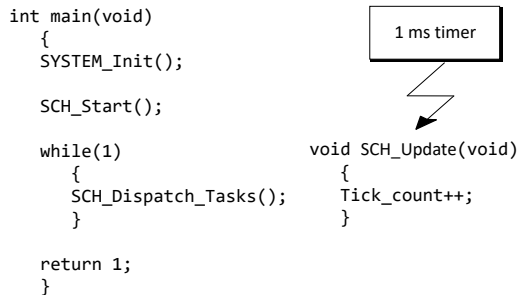 int main(void)
{
SYSTEM_Init();
SCH_Start();
while(1)
{
SCH_Dispatch_Tasks();
}
return 1;
}
1 ms timer
void SCH_Update(void)
{
Tick_count++;
}